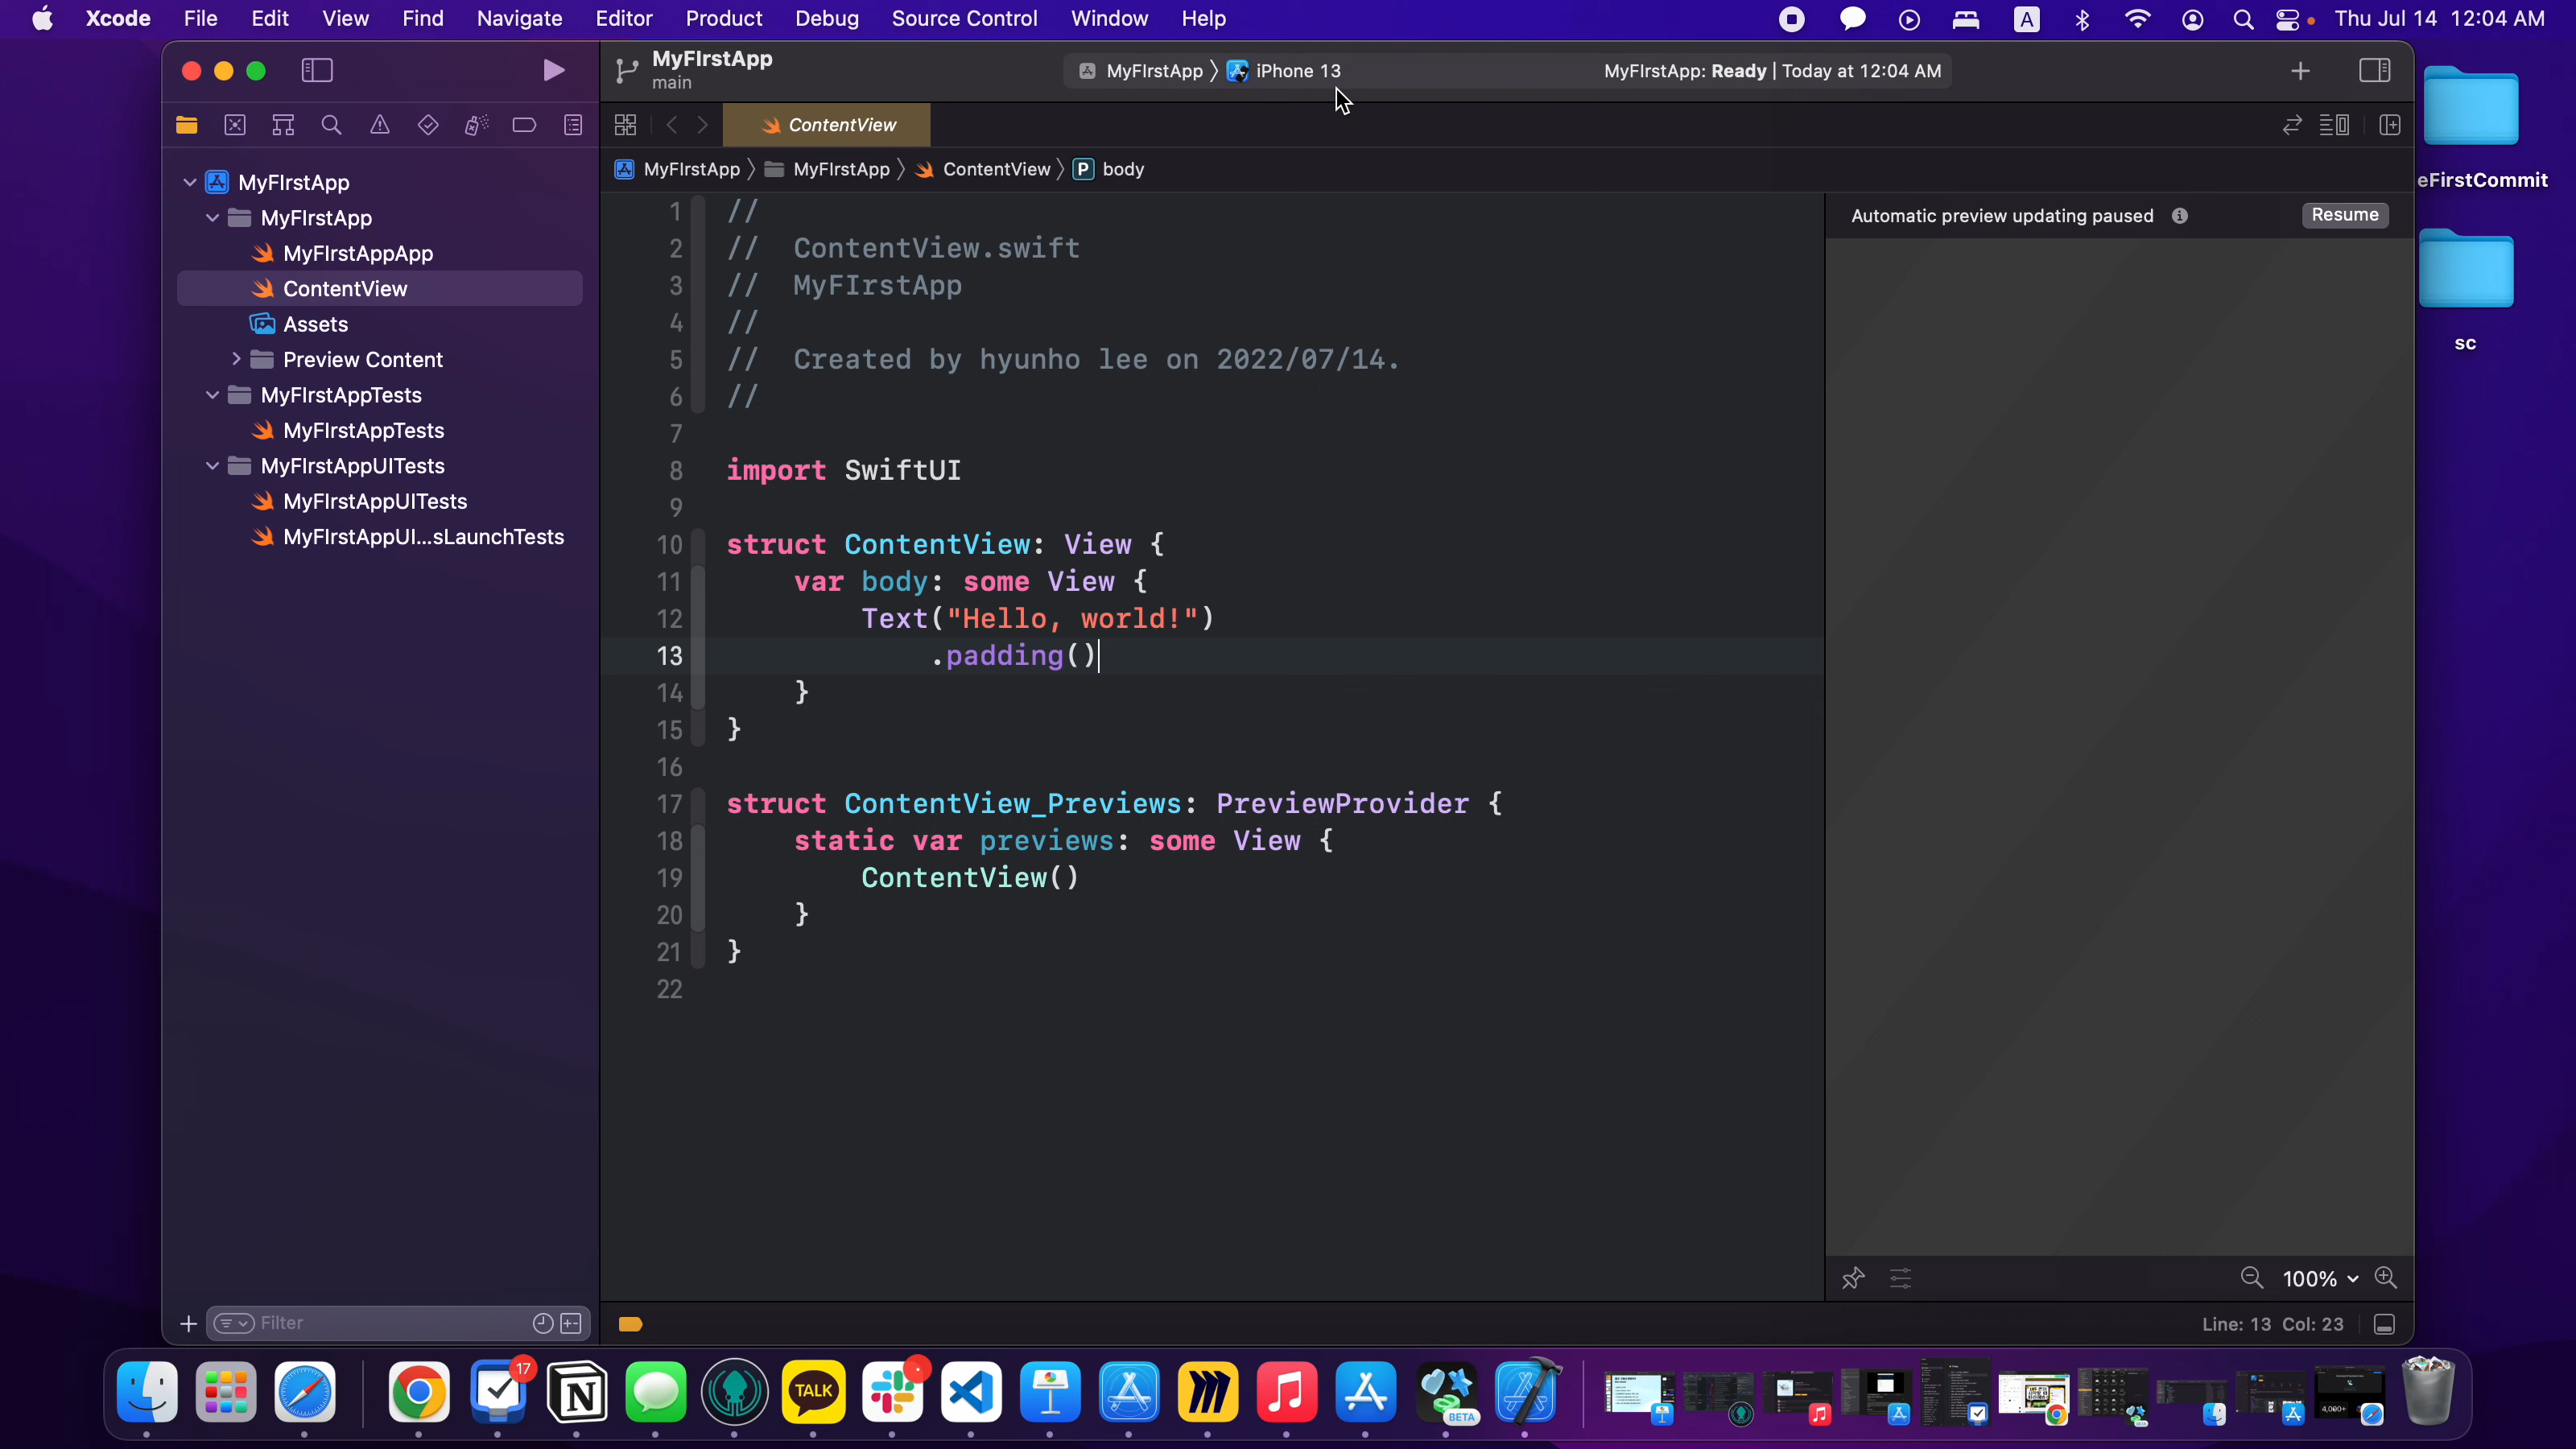 Xcode File Edit View Find Navigate Editor Product Debug Source Control Window Help A Thu Jul 14 12:04 AM
MyFIrstApp
main
MyFIrstApp iPhone 13 MyFIrstApp: Ready | Today at 12:04 AM
ContentView
MyFIrstApp MyFIrstApp ContentView P body
MyFIrstApp
MyFIrstApp
MyFIrstAppApp
ContentView
Assets
Preview Content
MyFIrstAppTests
MyFIrstAppTests
MyFIrstAppUITests
MyFIrstAppUITests
MyFIrstAppUI...sLaunchTests
Filter
1 //
2 //  ContentView.swift
3 //  MyFIrstApp
4 //
5 //  Created by hyunho lee on 2022/07/14.
6 //
7
8 import SwiftUI
9
10 struct ContentView: View {
11     var body: some View {
12         Text("Hello, world!")
13             .padding()
14     }
15 }
16
17 struct ContentView_Previews: PreviewProvider {
18     static var previews: some View {
19         ContentView()
20     }
21 }
22
Automatic preview updating paused Resume
100%
Line: 13 Col: 23
eFirstCommit
sc
17
N
TALK
BETA
4,000+